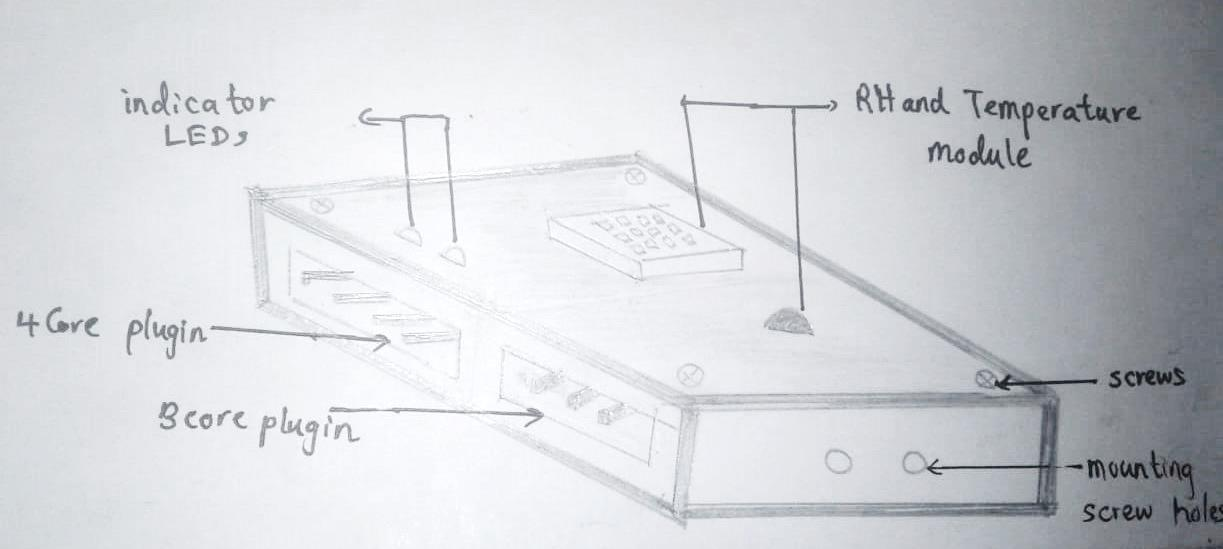 indicator
LEDs
RH and Temperature
module
4 Core plugin
3 core plugin
screws
mounting
screw holes